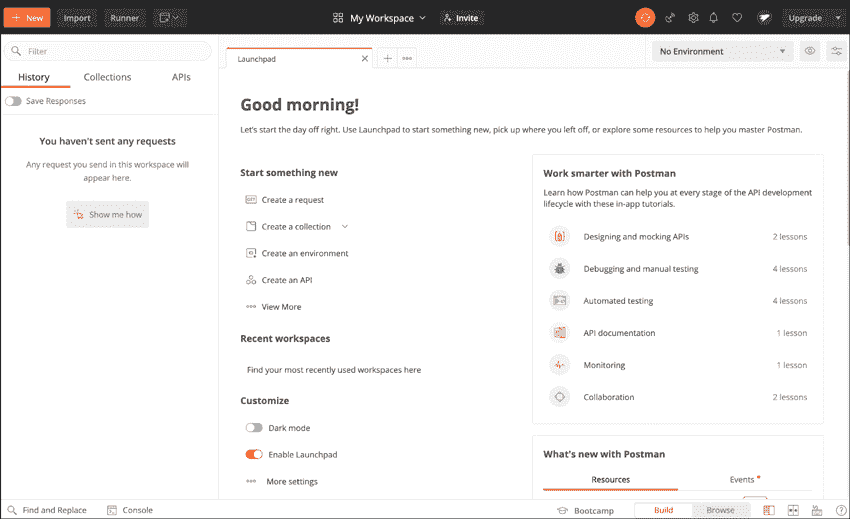 + New
Import
Runner
My Workspace
Invite
Upgrade
Filter
History
Collections
APIs
Save Responses
You haven't sent any requests
Any request you send in this workspace will
appear here.
Show me how
Launchpad
No Environment
Good morning!
Let's start the day off right. Use Launchpad to start something new, pick up where you left off, or explore some resources to help you master Postman.
Start something new
GET Create a request
Create a collection
Create an environment
Create an API
View More
Recent workspaces
Find your most recently used workspaces here
Customize
Dark mode
Enable Launchpad
More settings
Work smarter with Postman
Learn how Postman can help you at every stage of the API development
lifecycle with these in-app tutorials.
Designing and mocking APIs 2 lessons
Debugging and manual testing 4 lessons
Automated testing 4 lessons
API documentation 1 lesson
Monitoring 1 lesson
Collaboration 2 lessons
What's new with Postman
Resources
Events
Find and Replace
Console
Bootcamp
Build
Browse